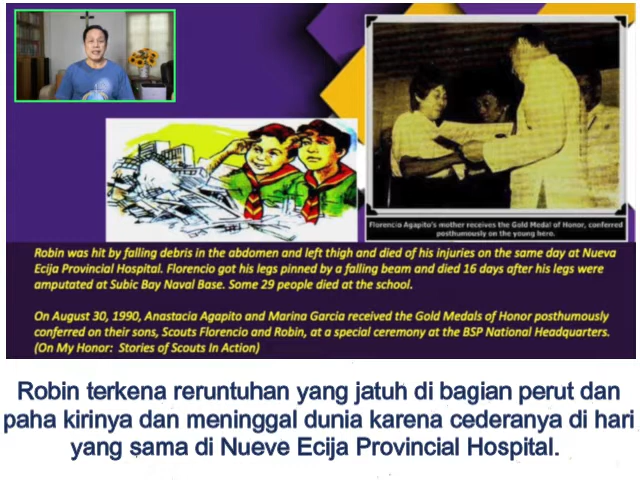 Florencio Agapito's mother receives the Gold Medal of Honor, conferred
posthumously on the young hero.
Robin was hit by falling debris in the abdomen and left thigh and died of his injuries on the same day at Nueva
Ecija Provincial Hospital. Florencio got his legs pinned by a falling beam and died 16 days after his legs were
amputated at Subic Bay Naval Base. Some 29 people died at the school.
On August 30, 1990, Anastacia Agapito and Marina Garcia received the Gold Medals of Honor posthumously
conferred on their sons, Scouts Florencio and Robin, at a special ceremony at the BSP National Headquarters.
(On My Honor: Stories of Scouts In Action)
Robin terkena reruntuhan yang jatuh di bagian perut dan
paha kirinya dan meninggal dunia karena cederanya di hari
yang sama di Nueve Ecija Provincial Hospital.